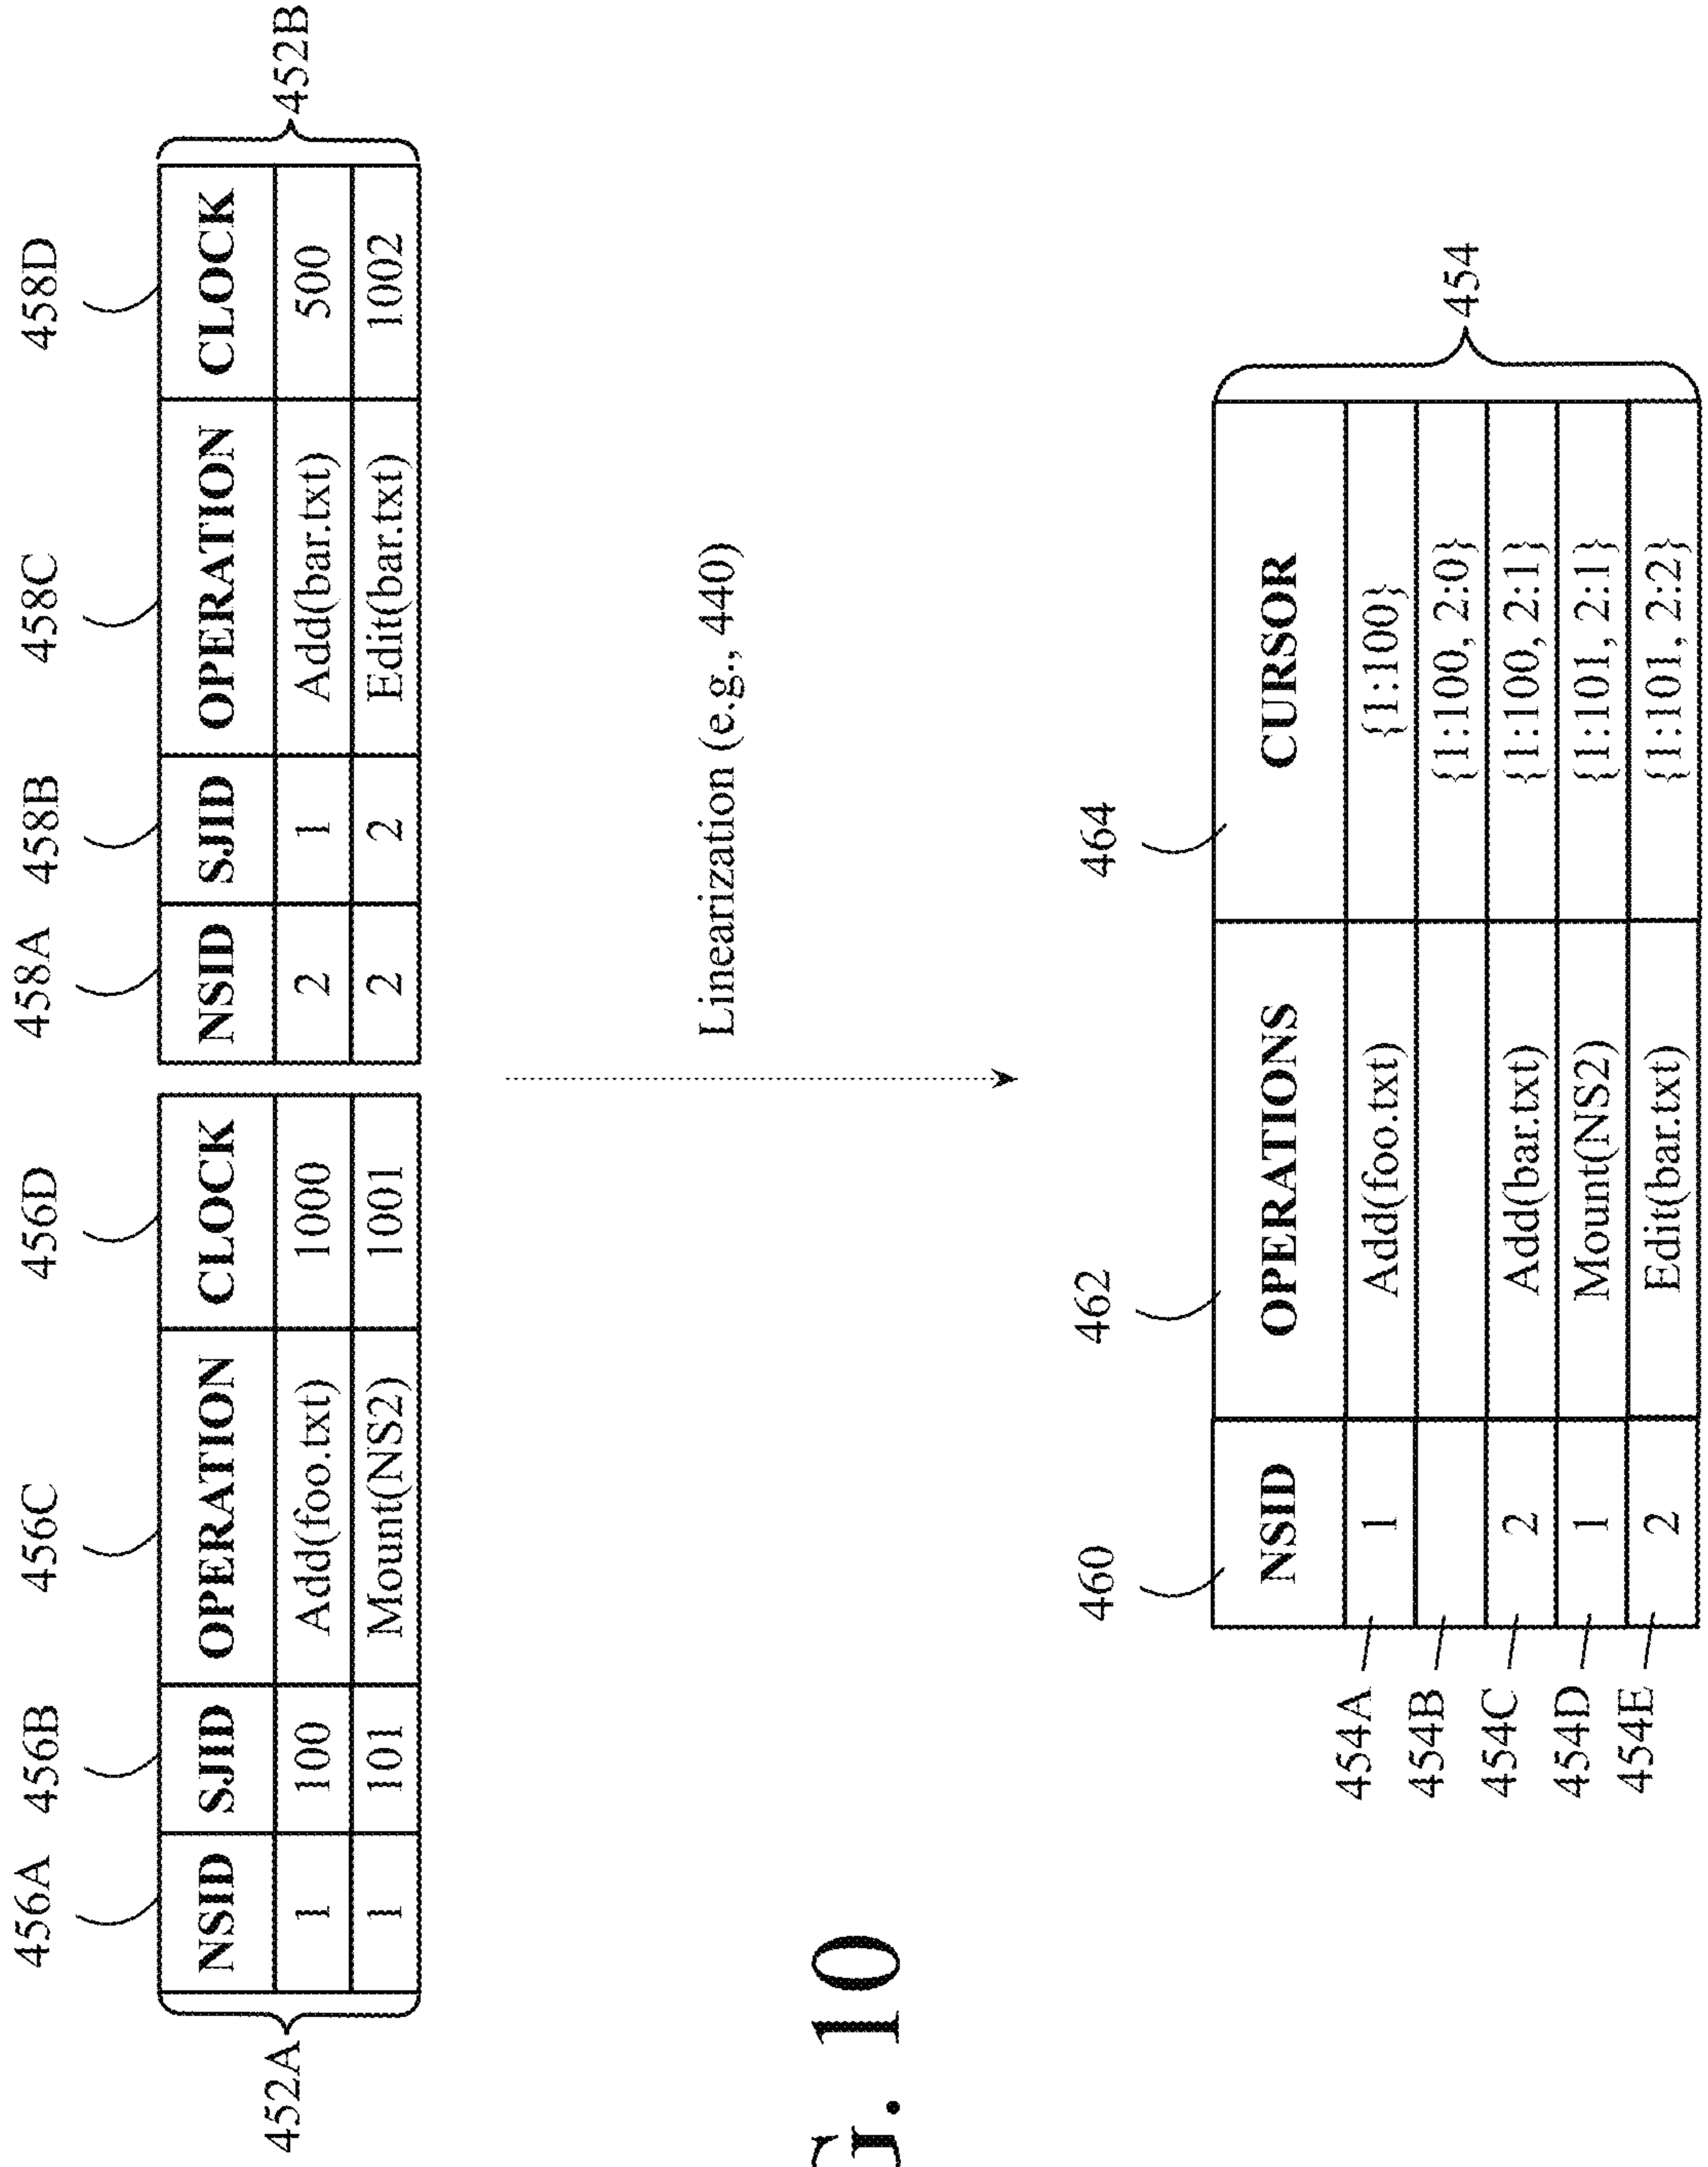 456A 456B 456C 456D 458A 458B 458C 458D
NSID SJID OPERATION CLOCK NSID SJID OPERATION CLOCK
1 100 Add(foo.txt) 1000 2 1 Add(bar.txt) 500
1 101 Mount(NS2) 1001 2 2 Edit(bar.txt) 1002
452A 452B
Linearization (e.g., 440)
G. 10
460 462 464
NSID OPERATIONS CURSOR
454A 1 Add(foo.txt) {1:100}
454B {1:100, 2:0}
454C 2 Add(bar.txt) {1:100, 2:1}
454D 1 Mount(NS2) {1:101, 2:1}
454E 2 Edit(bar.txt) {1:101, 2:2}
454